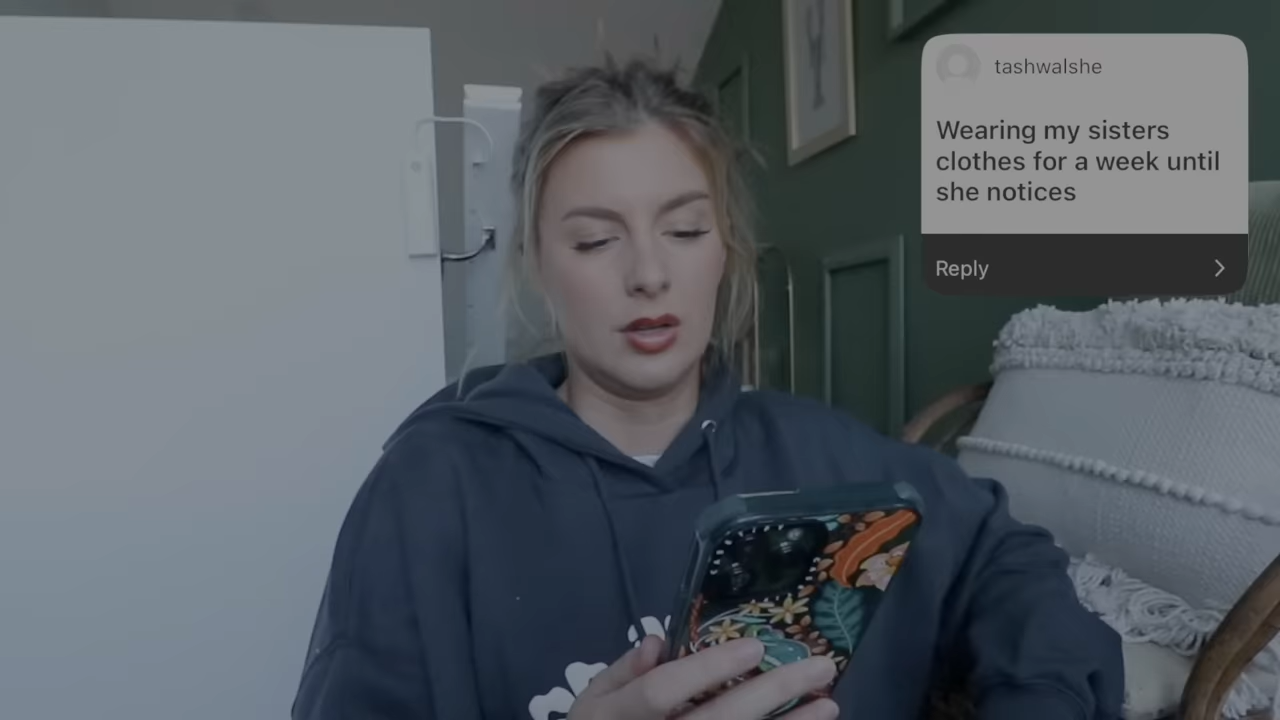 tashwalshe
Wearing my sisters
clothes for a week until
she notices
Reply